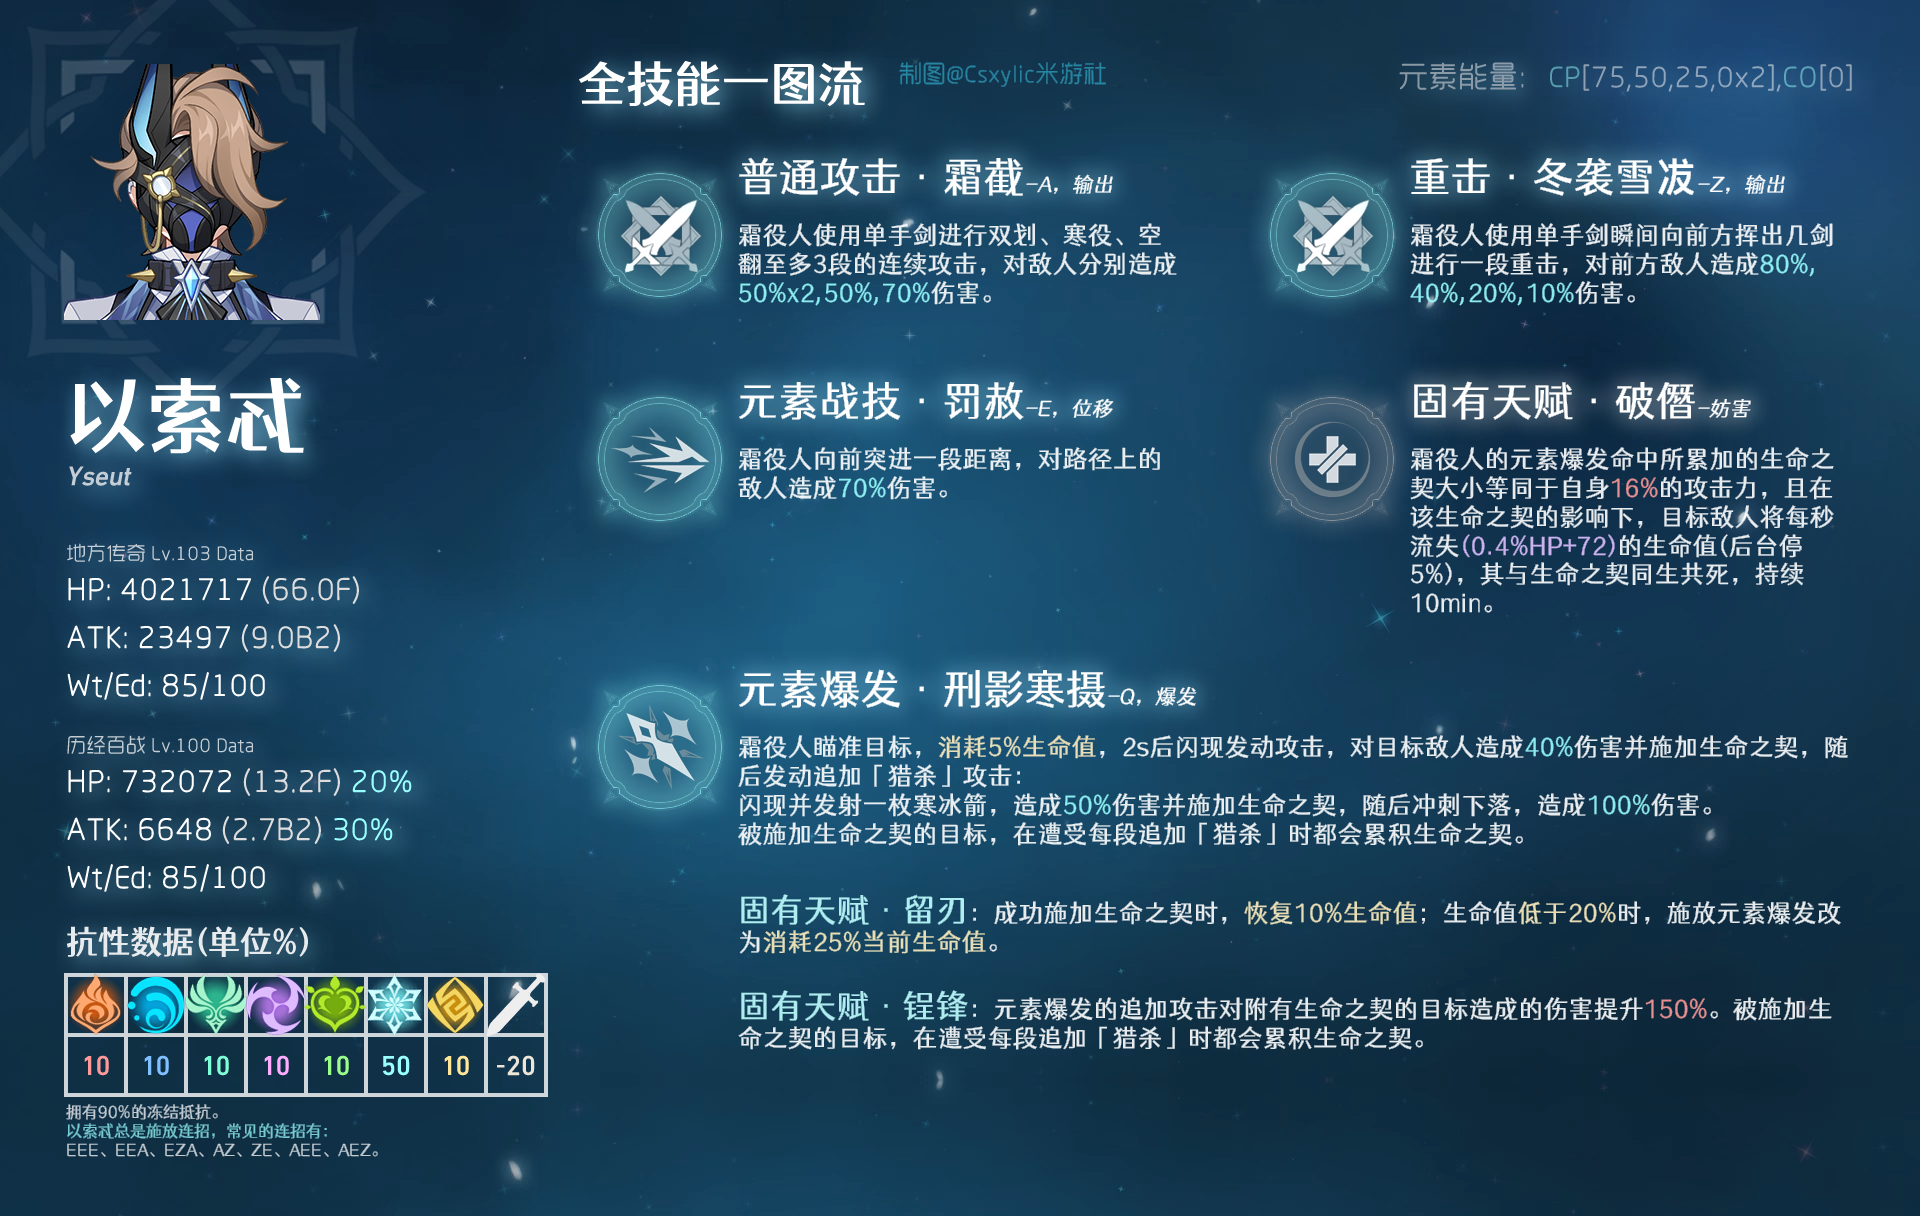 全技能一图流 制图@Csxylic米游社
元素能量： CP[75,50,25,0x2],CO[0]
以索忒
Yseut
地方传奇 Lv.103 Data
HP: 4021717 (66.0F)
ATK: 23497 (9.0B2)
Wt/Ed: 85/100
历经百战 Lv.100 Data
HP: 732072 (13.2F) 20%
ATK: 6648 (2.7B2) 30%
Wt/Ed: 85/100
抗性数据(单位%)
10 10 10 10 10 50 10 -20
拥有90%的冻结抵抗。
以索忒总是施放连招，常见的连招有：
EEE、EEA、EZA、AZ、ZE、AEE、AEZ。
普通攻击 · 霜截–A，输出
霜役人使用单手剑进行双划、寒役、空
翻至多3段的连续攻击，对敌人分别造成
50%x2,50%,70%伤害。
重击 · 冬袭雪冹–Z，输出
霜役人使用单手剑瞬间向前方挥出几剑
进行一段重击，对前方敌人造成80%,
40%,20%,10%伤害。
元素战技 · 罚赦–E，位移
霜役人向前突进一段距离，对路径上的
敌人造成70%伤害。
固有天赋 · 破僭–妨害
霜役人的元素爆发命中所累加的生命之
契大小等同于自身16%的攻击力，且在
该生命之契的影响下，目标敌人将每秒
流失(0.4%HP+72)的生命值(后台停
5%)，其与生命之契同生共死，持续
10min。
元素爆发 · 刑影寒摄–Q，爆发
霜役人瞄准目标，消耗5%生命值，2s后闪现发动攻击，对目标敌人造成40%伤害并施加生命之契，随
后发动追加「猎杀」攻击：
闪现并发射一枚寒冰箭，造成50%伤害并施加生命之契，随后冲刺下落，造成100%伤害。
被施加生命之契的目标，在遭受每段追加「猎杀」时都会累积生命之契。
固有天赋 · 留刃：成功施加生命之契时，恢复10%生命值；生命值低于20%时，施放元素爆发改
为消耗25%当前生命值。
固有天赋 · 锃锋：元素爆发的追加攻击对附有生命之契的目标造成的伤害提升150%。被施加生
命之契的目标，在遭受每段追加「猎杀」时都会累积生命之契。